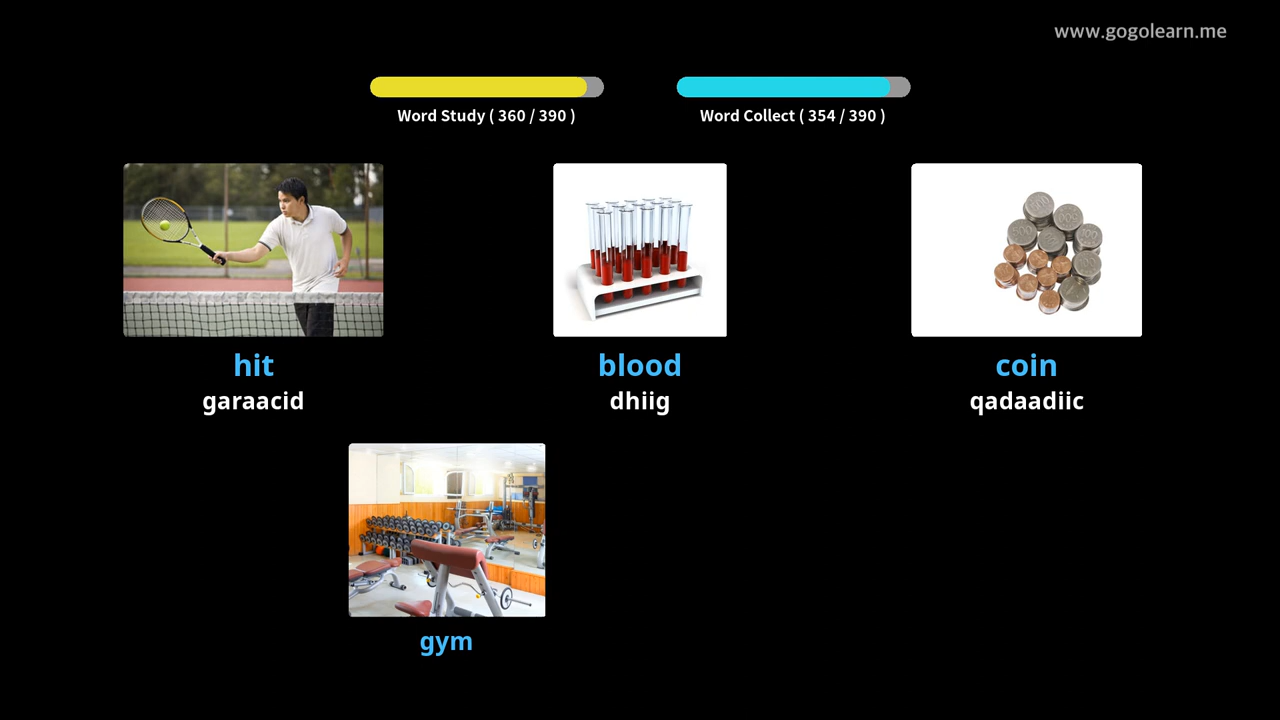 www.gogolearn.me
Word Study ( 360 / 390 )
Word Collect ( 354 / 390 )
hit
garaacid
blood
dhiig
coin
qadaadiic
gym